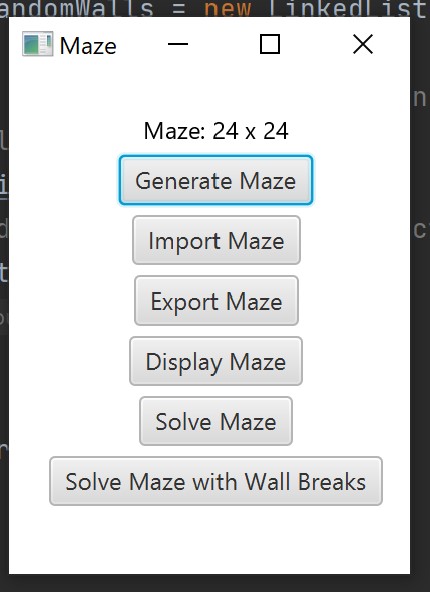 andomWalls = new LinkedList
Maze
Maze: 24 x 24
Generate Maze
Import Maze
Export Maze
Display Maze
Solve Maze
Solve Maze with Wall Breaks